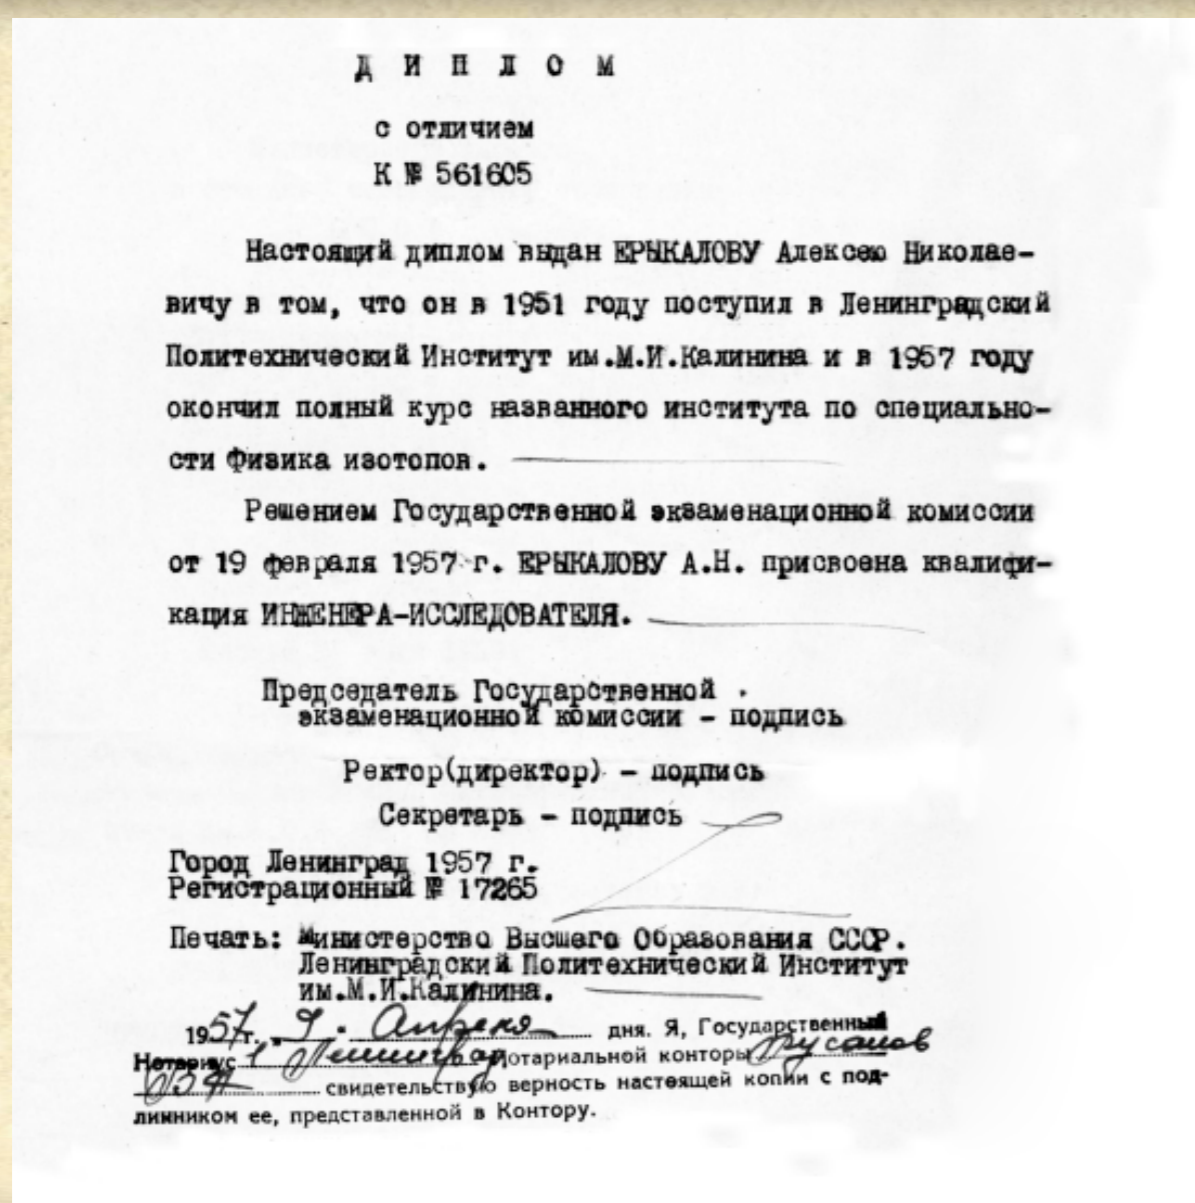 Д И П Л О М
с отличием
К № 561605
Настоящий диплом выдан ЕРЫКАЛОВУ Алексею Николае-
вичу в том, что он в 1951 году поступил в Ленинградский
Политехнический Институт им.М.И.Калинина и в 1957 году
окончил полный курс названного института по специально-
сти Физика изотопов.
Решением Государственной экзаменационной комиссии
от 19 февраля 1957 г. ЕРЫКАЛОВУ А.Н. присвоена квалифи-
кация ИНЖЕНЕРА-ИССЛЕДОВАТЕЛЯ.
Председатель Государственной
экзаменационной комиссии - подпись
Ректор(директор) - подпись
Секретарь - подпись
Город Ленинград 1957 г.
Регистрационный № 17265
Печать: Министерство Высшего Образования СССР.
Ленинградский Политехнический Институт
им.М.И.Калинина.
1957г. „9" Апреля дня. Я, Государственный
Нотариус 1 Ленинград нотариальной конторы Русанов
свидетельствую верность настоящей копии с под-
линником ее, представленной в Контору.